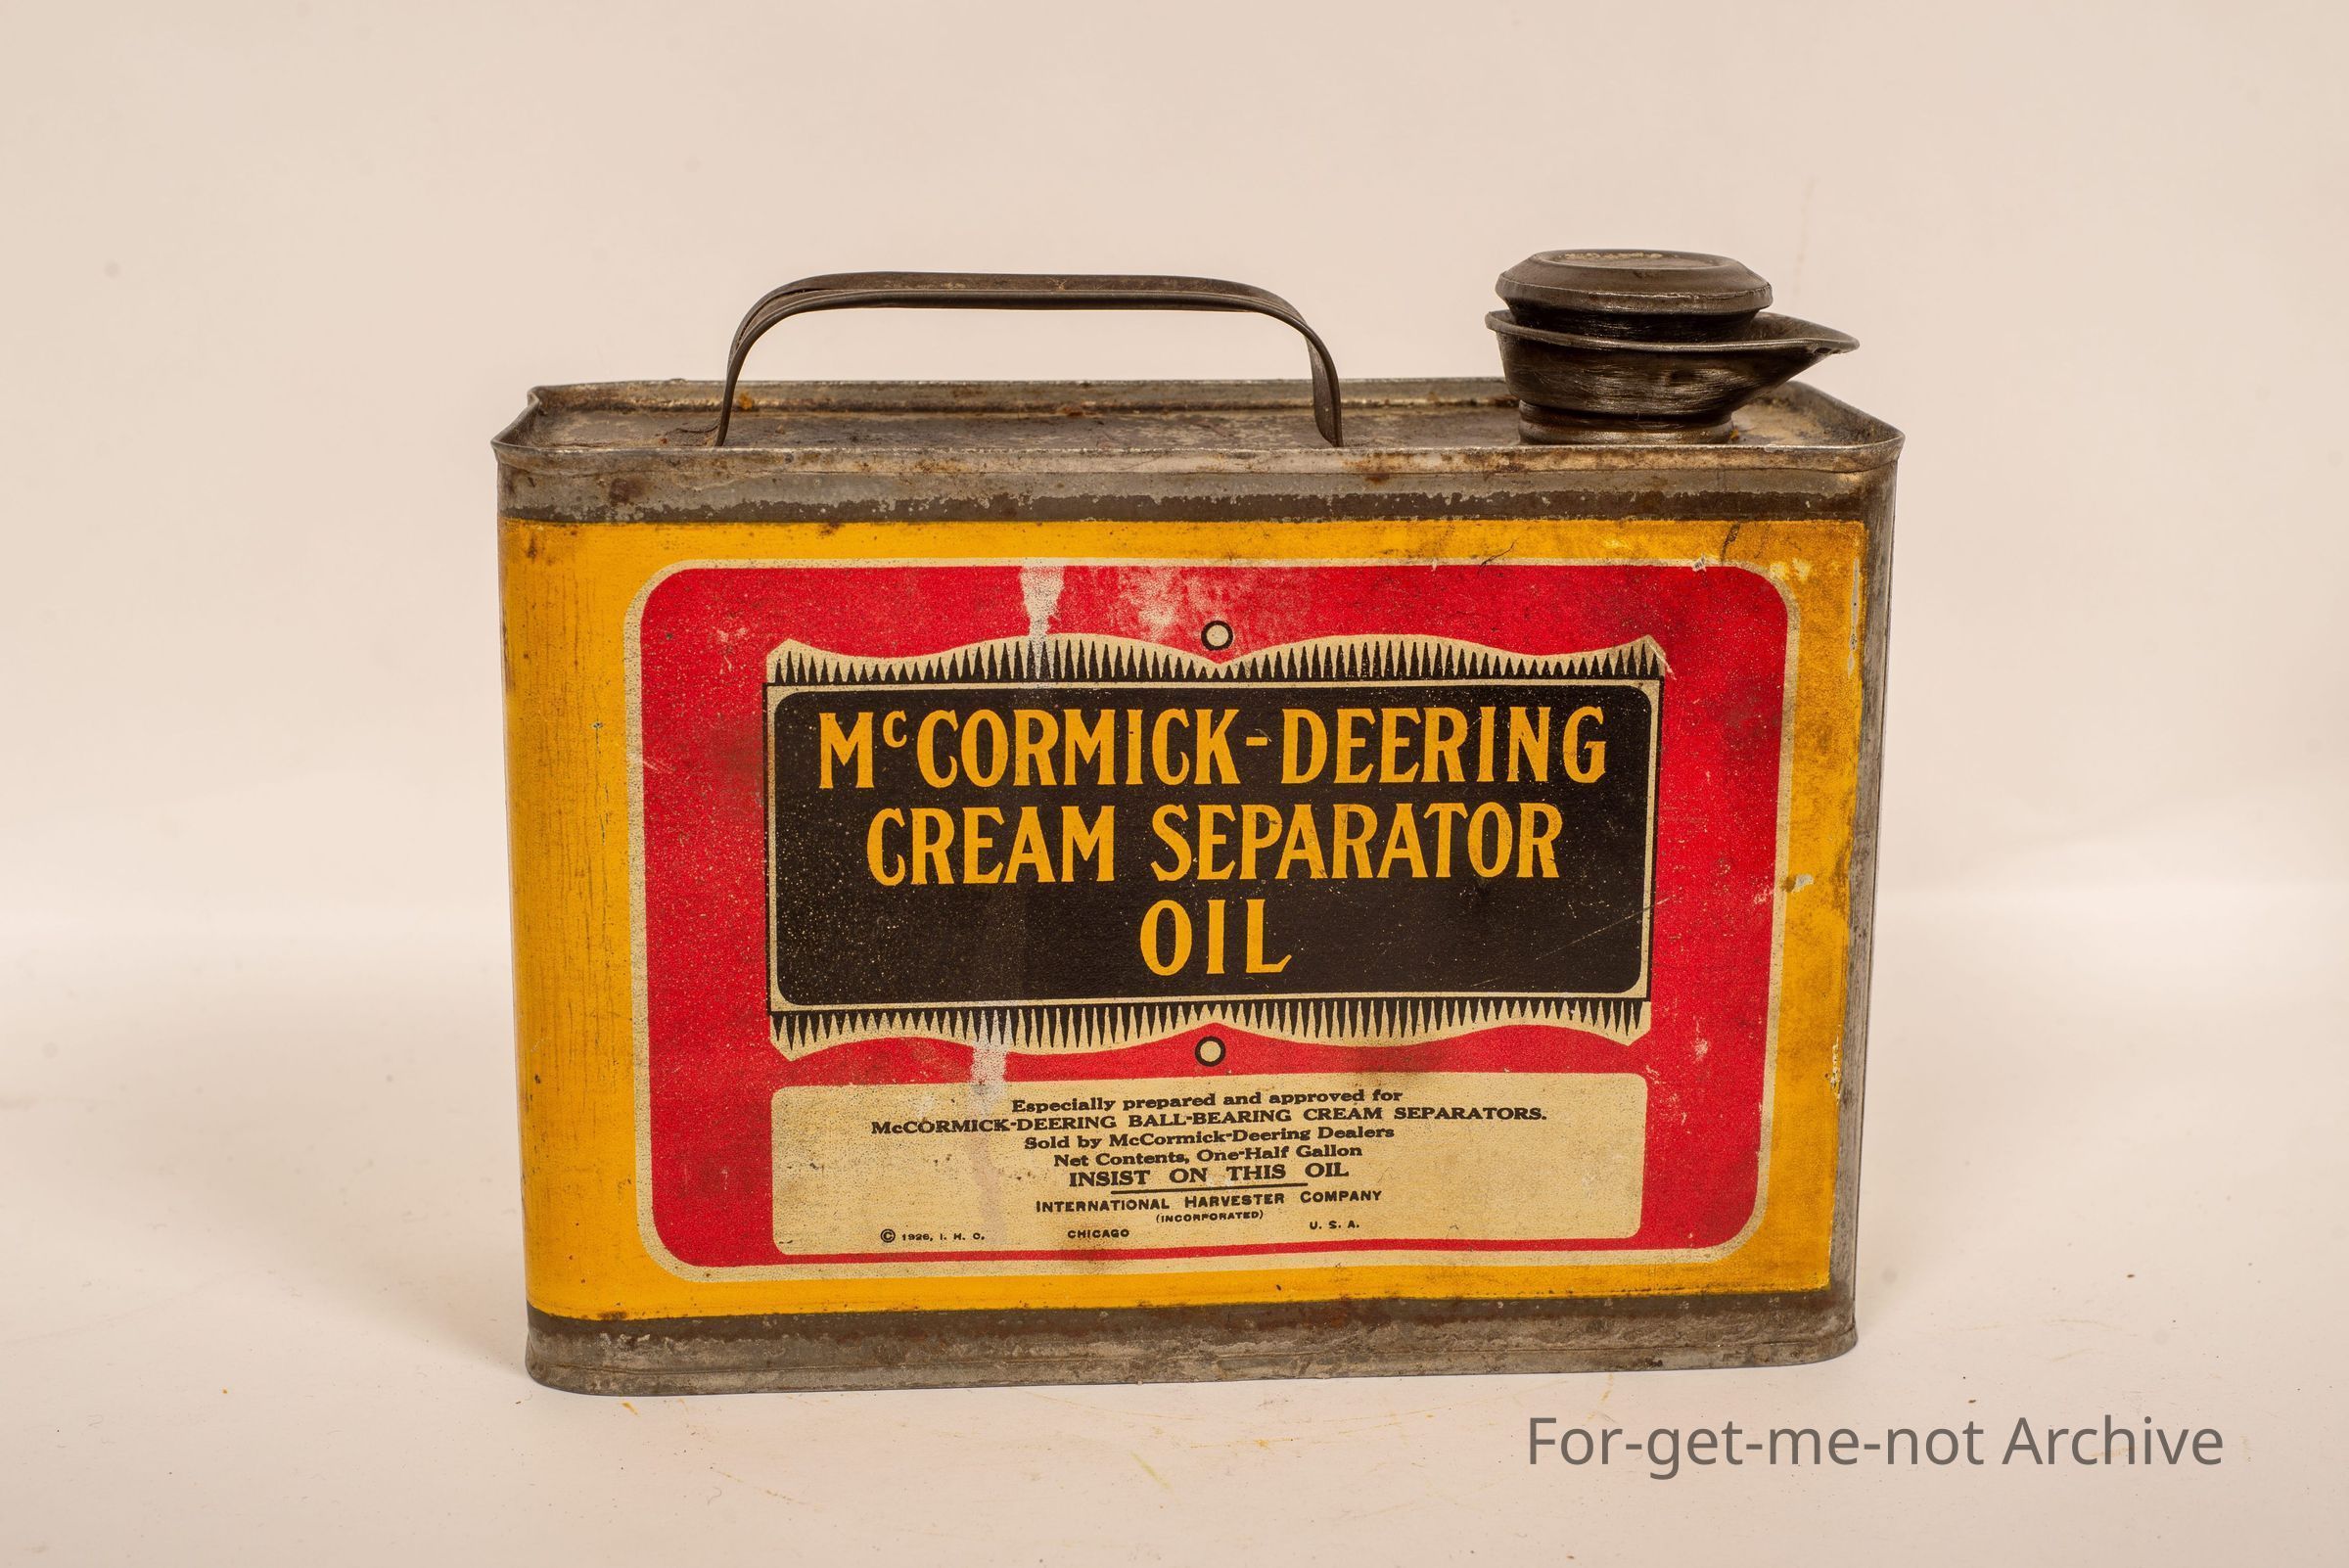 McCORMICK-DEERING
CREAM SEPARATOR
OIL
Especially prepared and approved for
McCORMICK-DEERING BALL-BEARING CREAM SEPARATORS.
Sold by McCormick-Deering Dealers
Net Contents, One-Half Gallon
INSIST ON THIS OIL
INTERNATIONAL HARVESTER COMPANY
(INCORPORATED)
© 1926, I. H. C. CHICAGO U. S. A.
For-get-me-not Archive